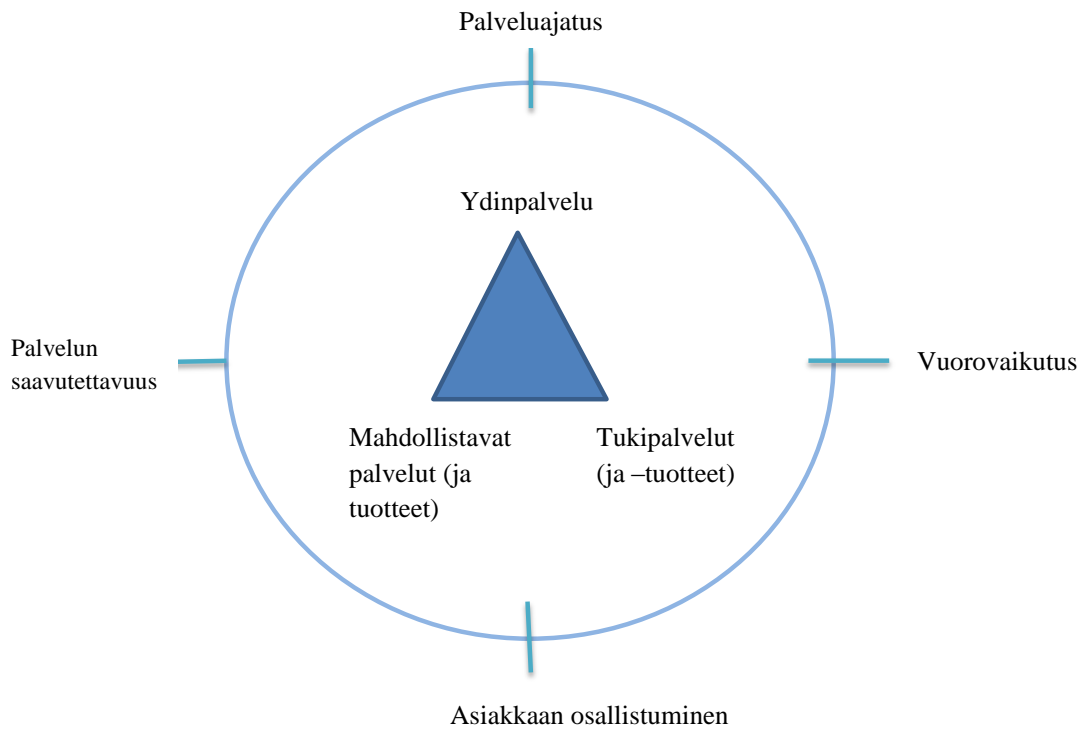 Palveluajatus
Ydinpalvelu
Palvelun
saavutettavuus
Vuorovaikutus
Mahdollistavat
palvelut (ja
tuotteet)
Tukipalvelut
(ja –tuotteet)
Asiakkaan osallistuminen